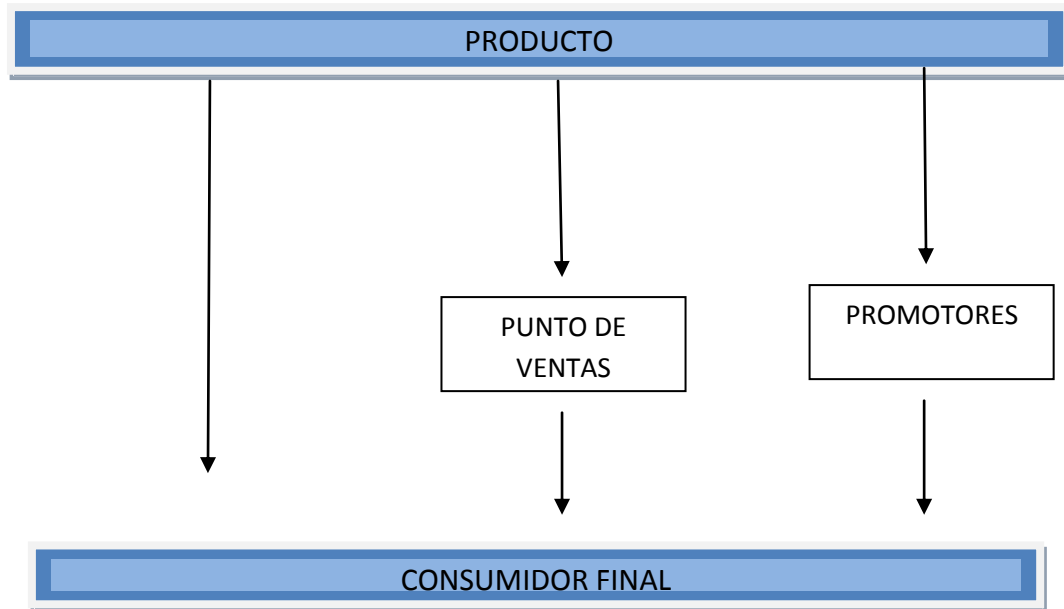 PRODUCTO
PUNTO DE
VENTAS
PROMOTORES
CONSUMIDOR FINAL